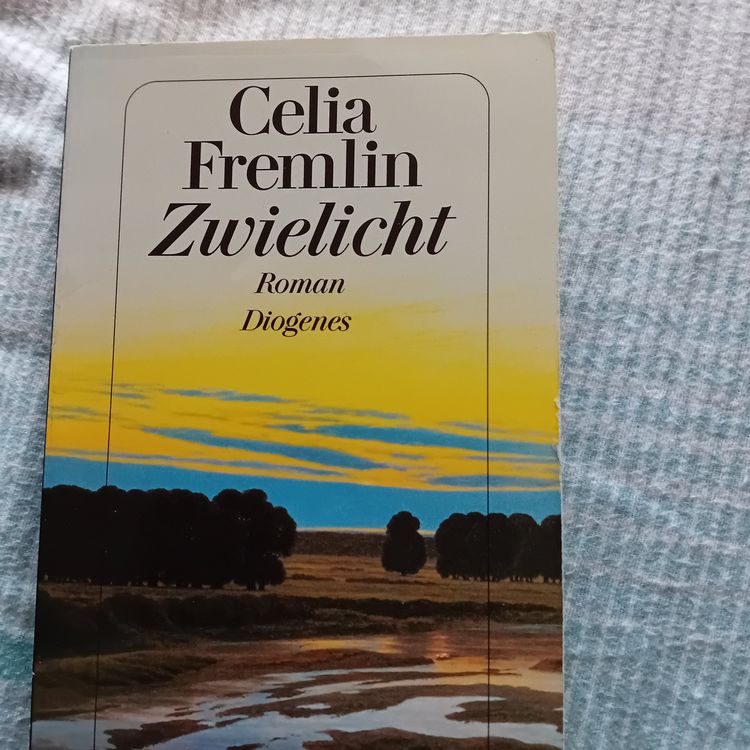 Celia
Fremlin
Zwielicht
Roman
Diogenes